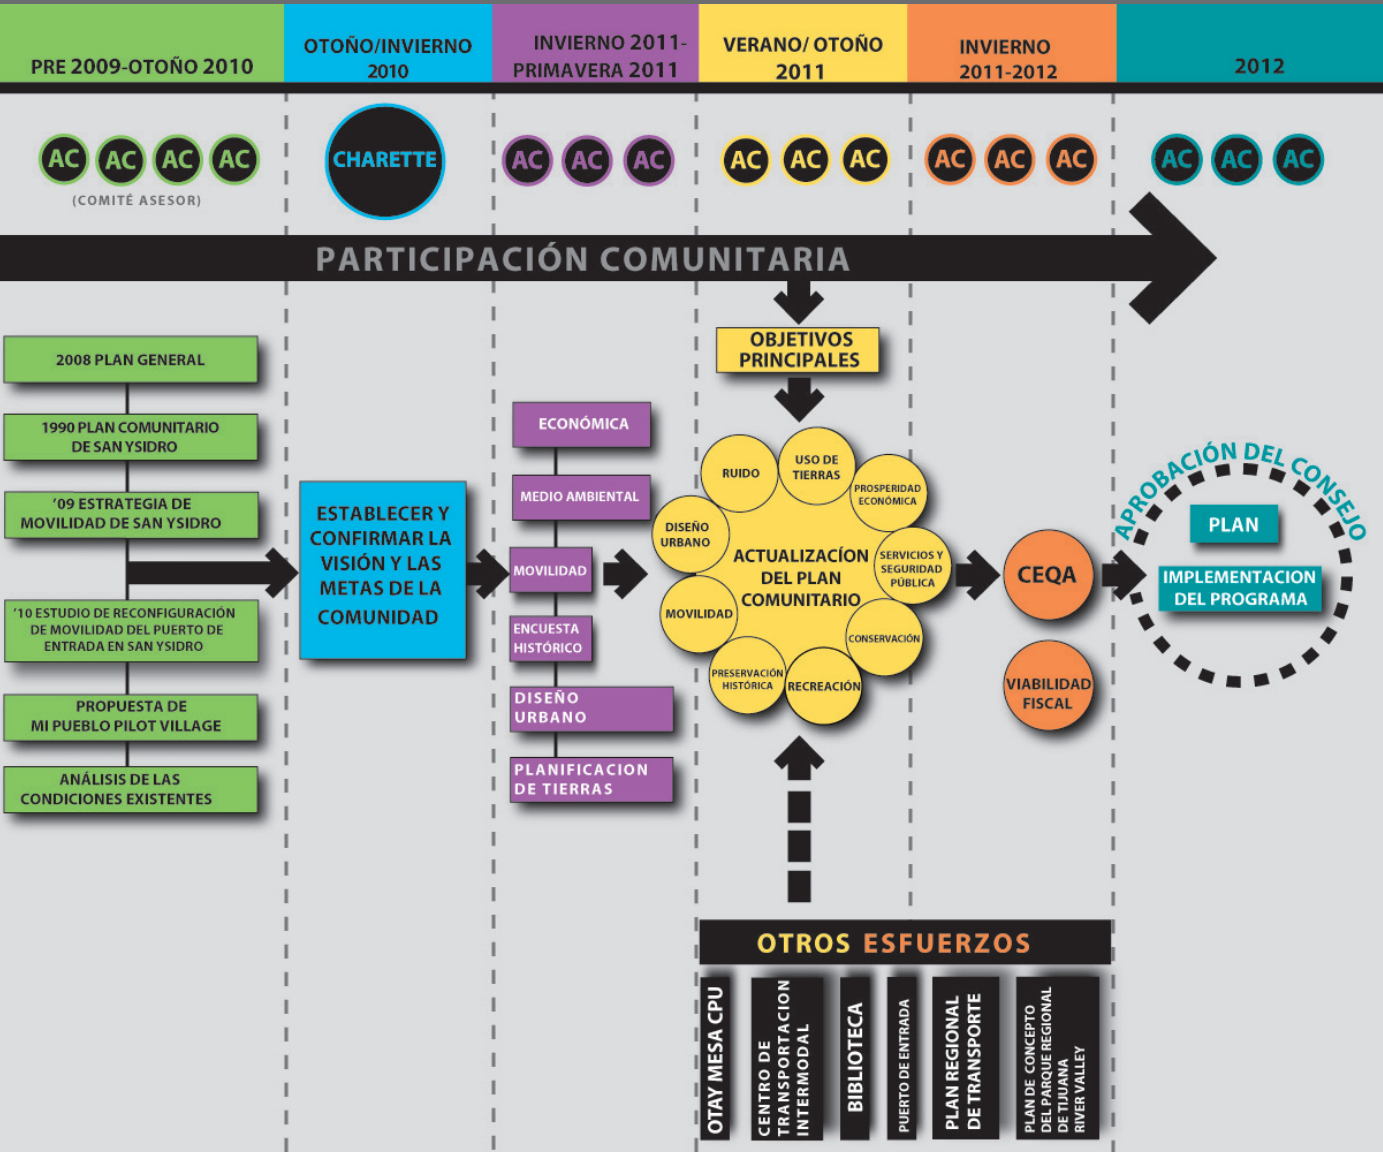 PRE 2009-OTOÑO 2010
OTOÑO/INVIERNO
2010
INVIERNO 2011-
PRIMAVERA 2011
VERANO/ OTOÑO
2011
INVIERNO
2011-2012
2012
AC AC AC AC
(COMITÉ ASESOR)
CHARETTE
AC AC AC
AC AC AC
AC AC AC
AC AC AC
PARTICIPACIÓN COMUNITARIA
2008 PLAN GENERAL
1990 PLAN COMUNITARIO
DE SAN YSIDRO
'09 ESTRATEGIA DE
MOVILIDAD DE SAN YSIDRO
'10 ESTUDIO DE RECONFIGURACIÓN
DE MOVILIDAD DEL PUERTO DE
ENTRADA EN SAN YSIDRO
PROPUESTA DE
MI PUEBLO PILOT VILLAGE
ANÁLISIS DE LAS
CONDICIONES EXISTENTES
ESTABLECER Y
CONFIRMAR LA
VISIÓN Y LAS
METAS DE LA
COMUNIDAD
ECONÓMICA
MEDIO AMBIENTAL
MOVILIDAD
ENCUESTA
HISTÓRICO
DISEÑO
URBANO
PLANIFICACION
DE TIERRAS
OBJETIVOS
PRINCIPALES
RUIDO
USO DE
TIERRAS
PROSPERIDAD
ECONÓMICA
DISEÑO
URBANO
SERVICIOS Y
SEGURIDAD
PÚBLICA
ACTUALIZACÍON
DEL PLAN
COMUNITARIO
MOVILIDAD
CONSERVACIÓN
PRESERVACIÓN
HISTÓRICA
RECREACIÓN
CEQA
VIABILIDAD
FISCAL
APROBACIÓN DEL CONSEJO
PLAN
IMPLEMENTACION
DEL PROGRAMA
OTROS ESFUERZOS
OTAY MESA CPU
CENTRO DE
TRANSPORTACION
INTERMODAL
BIBLIOTECA
PUERTO DE ENTRADA
PLAN REGIONAL
DE TRANSPORTE
PLAN DE CONCEPTO
DEL PARQUE REGIONAL
DE TIJUANA
RIVER VALLEY